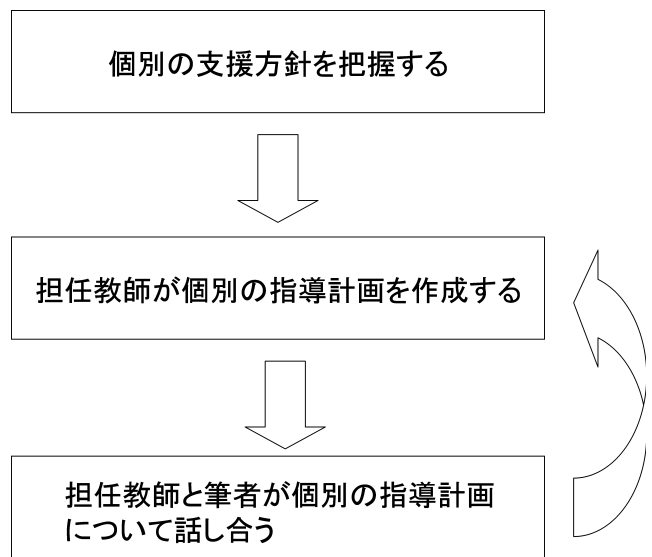 個別の支援方針を把握する
担任教師が個別の指導計画を作成する
担任教師と筆者が個別の指導計画
について話し合う